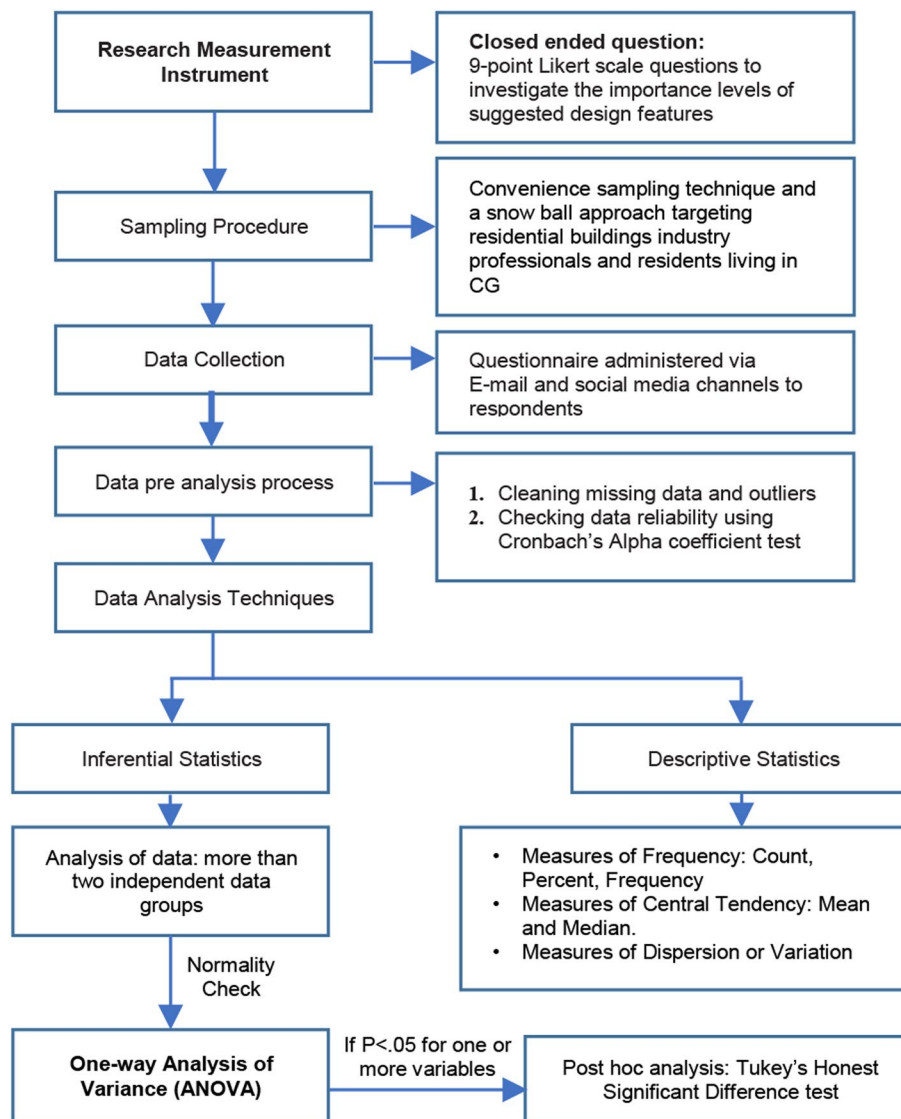 Research Measurement
Instrument
Closed ended question:
9-point Likert scale questions to
investigate the importance levels of
suggested design features
Sampling Procedure
Convenience sampling technique and
a snow ball approach targeting
residential buildings industry
professionals and residents living in
CG
Data Collection
Questionnaire administered via
E-mail and social media channels to
respondents
Data pre analysis process
1. Cleaning missing data and outliers
2. Checking data reliability using
Cronbach's Alpha coefficient test
Data Analysis Techniques
Inferential Statistics
Descriptive Statistics
Analysis of data: more than
two independent data
groups
• Measures of Frequency: Count,
Percent, Frequency
• Measures of Central Tendency: Mean
and Median.
• Measures of Dispersion or Variation
Normality
Check
One-way Analysis of
Variance (ANOVA)
If P<.05 for one or
more variables
Post hoc analysis: Tukey's Honest
Significant Difference test